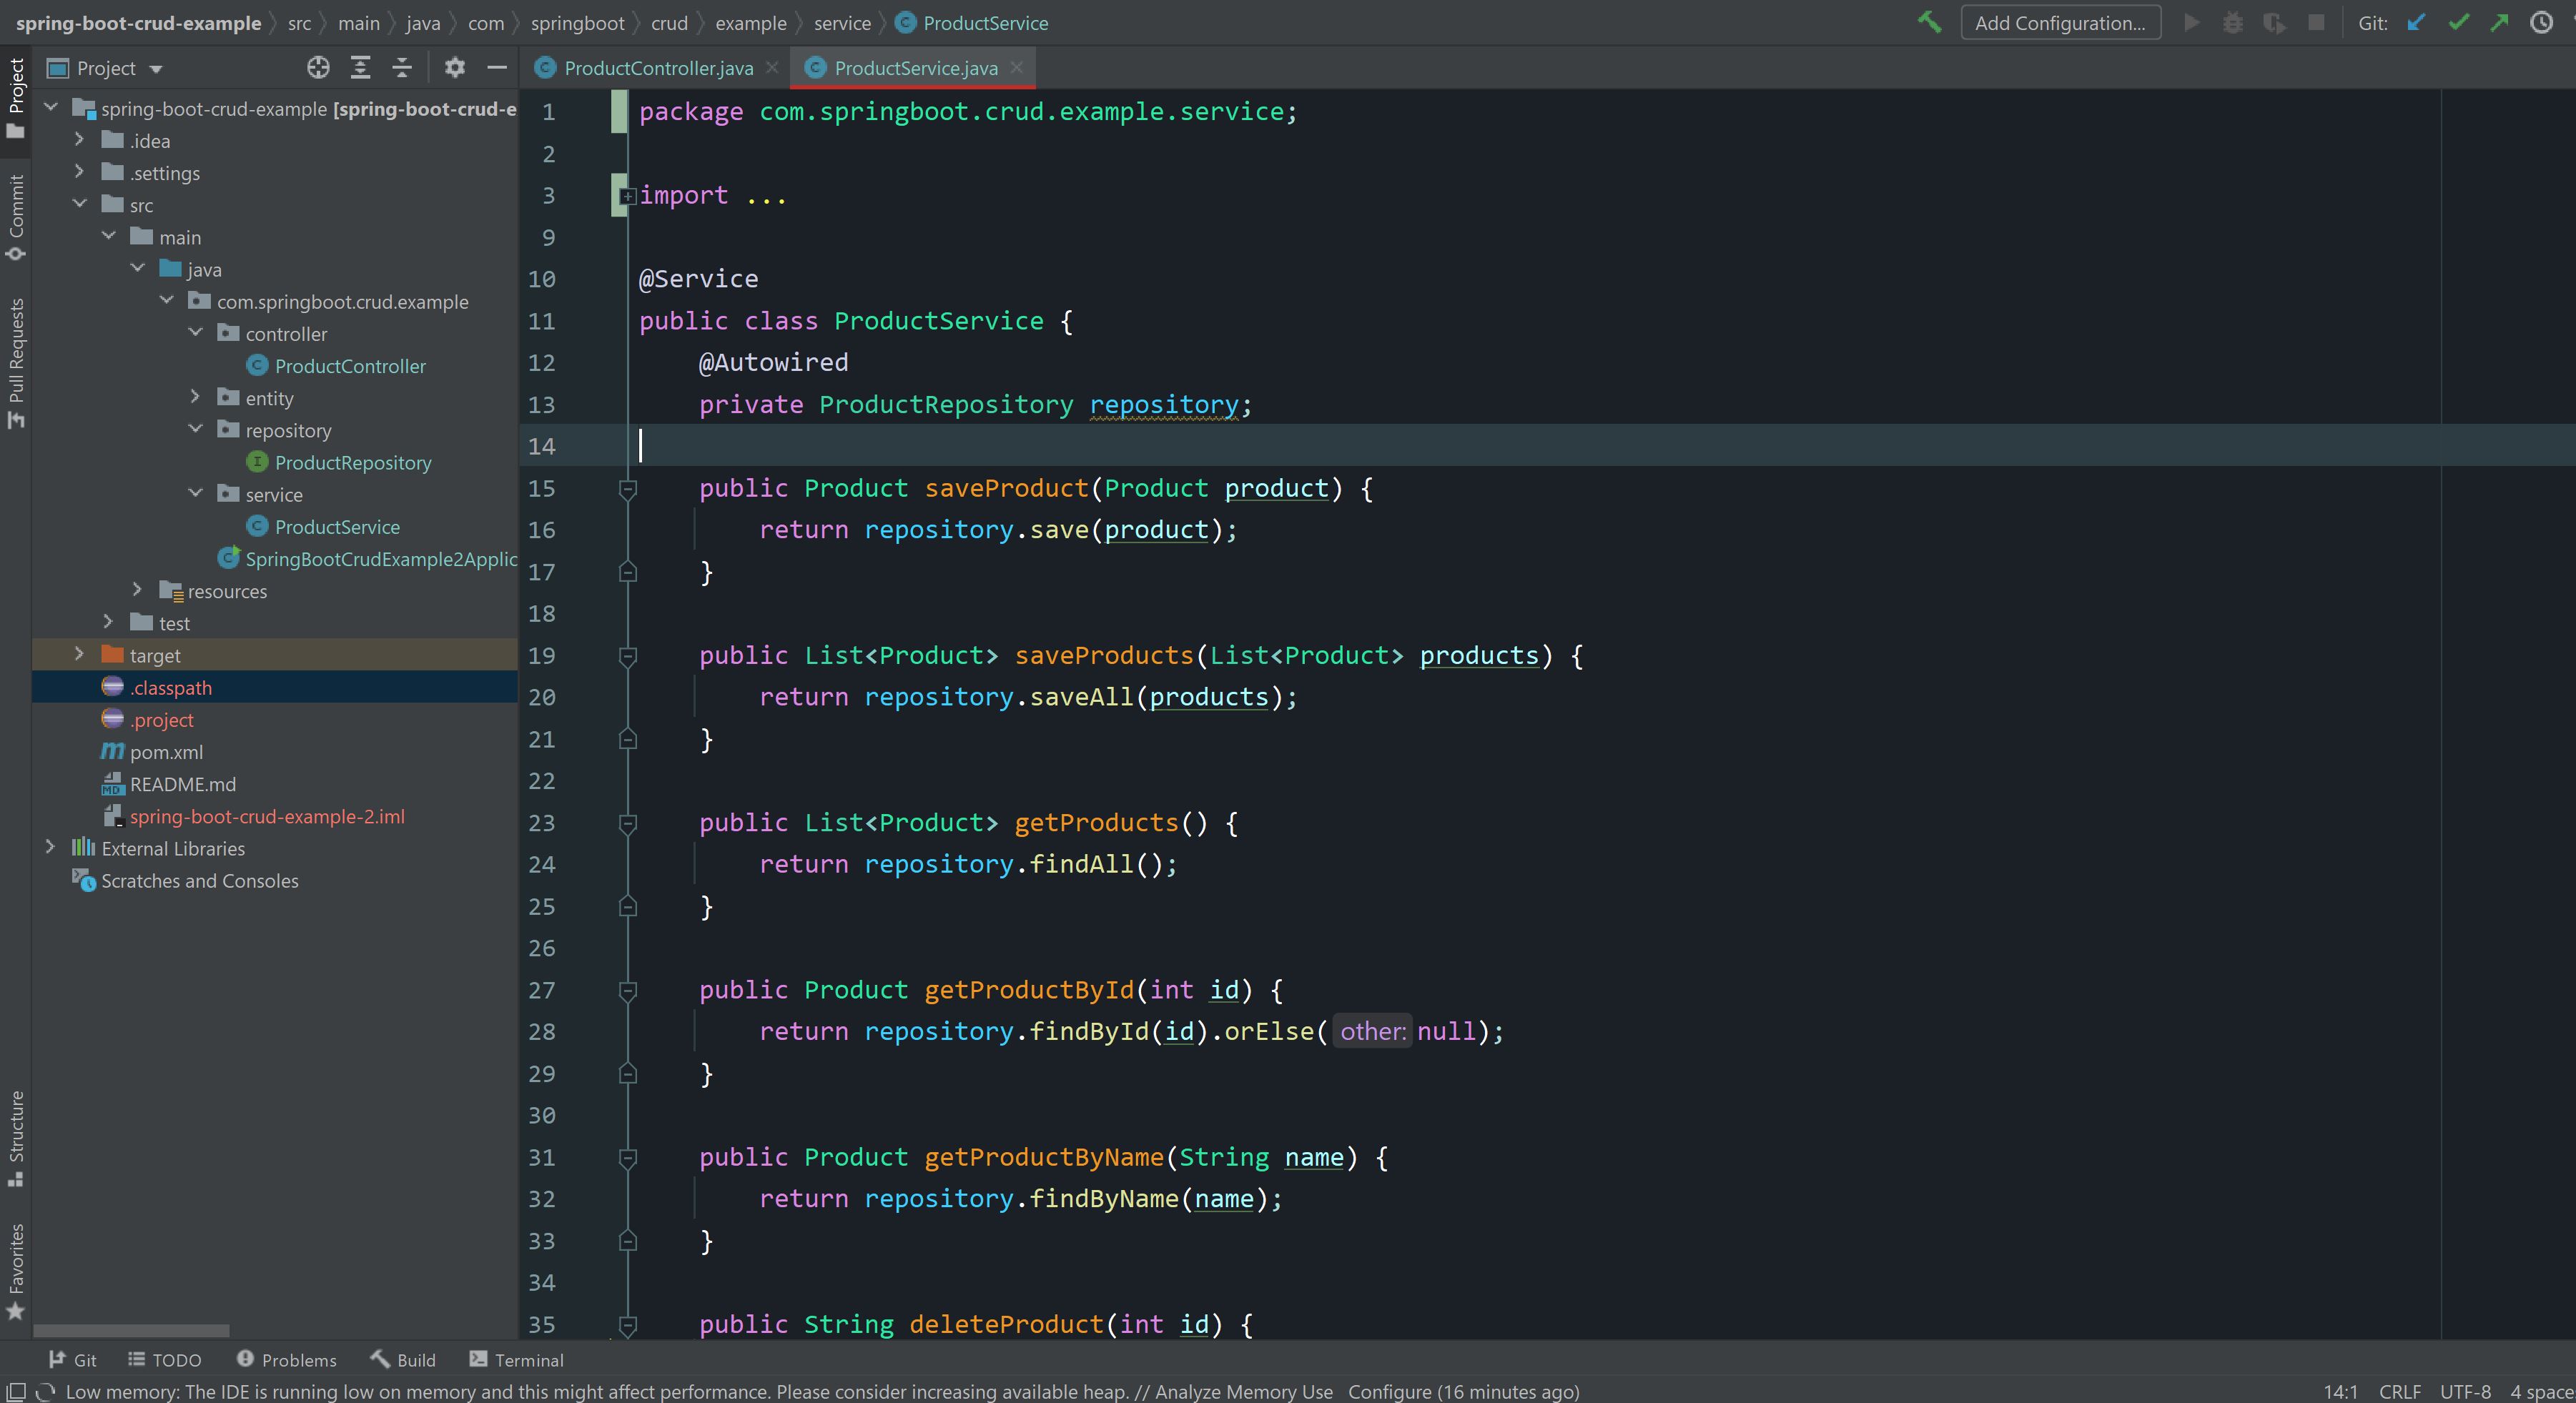 spring-boot-crud-example src main java com springboot crud example service ProductService Add Configuration... Git:
Project
ProductController.java ProductService.java
Project
Commit
Pull Requests
Structure
Favorites
spring-boot-crud-example [spring-boot-crud-e
.idea
.settings
src
main
java
com.springboot.crud.example
controller
ProductController
entity
repository
ProductRepository
service
ProductService
SpringBootCrudExample2Applic
resources
test
target
.classpath
.project
pom.xml
README.md
spring-boot-crud-example-2.iml
External Libraries
Scratches and Consoles
1 package com.springboot.crud.example.service;
2
3 import ...
9
10 @Service
11 public class ProductService {
12 @Autowired
13 private ProductRepository repository;
14
15 public Product saveProduct(Product product) {
16 return repository.save(product);
17 }
18
19 public List<Product> saveProducts(List<Product> products) {
20 return repository.saveAll(products);
21 }
22
23 public List<Product> getProducts() {
24 return repository.findAll();
25 }
26
27 public Product getProductById(int id) {
28 return repository.findById(id).orElse( other: null);
29 }
30
31 public Product getProductByName(String name) {
32 return repository.findByName(name);
33 }
34
35 public String deleteProduct(int id) {
Git TODO Problems Build Terminal
Low memory: The IDE is running low on memory and this might affect performance. Please consider increasing available heap. // Analyze Memory Use Configure (16 minutes ago) 14:1 CRLF UTF-8 4 space